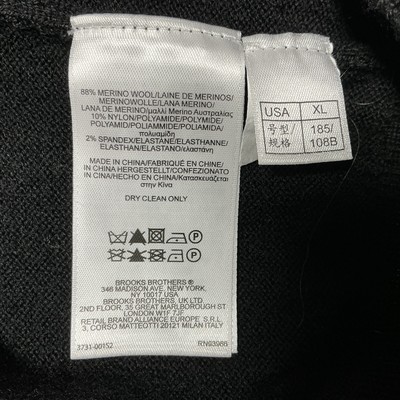 88% MERINO WOOL/LAINE DE MERINOS/
MERINOWOLLE/LANA MERINO/
LANA DE MERINO/μαλλί Merino Αυστραλίας
10% NYLON/POLYAMIDE/POLYMIDE/
POLYAMID/POLIAMMIDE/POLIAMIDA/
πολυαμίδη
2% SPANDEX/ELASTANE/ELASTHANNE/
ELASTHAN/ELASTANO/ελαστάνη
MADE IN CHINA/FABRIQUÉ EN CHINE/
IN CHINA HERGESTELLT/CONFEZIONATO
IN CINA/HECHO EN CHINA/Κατασκευάζεται
στην Κίνα
DRY CLEAN ONLY
BROOKS BROTHERS ®
346 MADISON AVE, NEW YORK,
NY 10017 USA
BROOKS BROTHERS, UK LTD
2ND FLOOR, 35 GREAT MARLBOROUGH ST
LONDON W1F 7JF
RETAIL BRAND ALLIANCE EUROPE S.R.L
3, CORSO MATTEOTTI 20121 MILAN ITALY
3731-00152 RN93986
USA XL
号型/ 185/
规格 108B